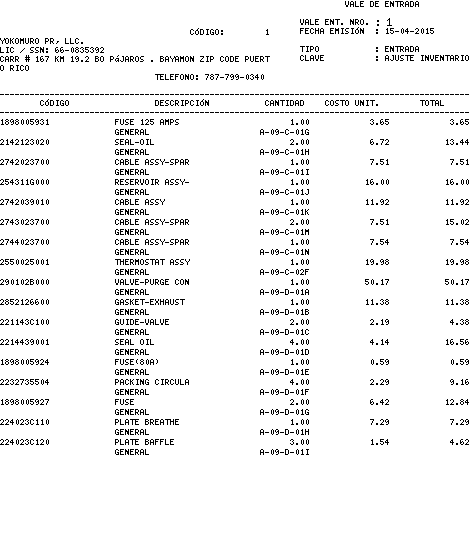 VALE DE ENTRADA
VALE ENT. NRO. : 1
CÓDIGO: 1 FECHA EMISIÓN : 15-04-2015
YOKOMURO PR, LLC.
LIC / SSN: 66-0835392 TIPO : ENTRADA
CARR # 167 KM 19.2 BO PÁJAROS . BAYAMON ZIP CODE PUERT CLAVE : AJUSTE INVENTARIO
O RICO
TELEFONO: 787-799-0340
CÓDIGO DESCRIPCIÓN CANTIDAD COSTO UNIT. TOTAL
1898005931 FUSE 125 AMPS 1.00 3.65 3.65
GENERAL A-09-C-01G
2142123020 SEAL-OIL 2.00 6.72 13.44
GENERAL A-09-C-01H
2742023700 CABLE ASSY-SPAR 1.00 7.51 7.51
GENERAL A-09-C-01I
254311G000 RESERVOIR ASSY- 1.00 16.00 16.00
GENERAL A-09-C-01J
2742039010 CABLE ASSY 1.00 11.92 11.92
GENERAL A-09-C-01K
2743023700 CABLE ASSY-SPAR 2.00 7.51 15.02
GENERAL A-09-C-01M
2744023700 CABLE ASSY-SPAR 1.00 7.54 7.54
GENERAL A-09-C-01N
2550025001 THERMOSTAT ASSY 1.00 19.98 19.98
GENERAL A-09-C-02F
290102B000 VALVE-PURGE CON 1.00 50.17 50.17
GENERAL A-09-D-01A
2852126600 GASKET-EXHAUST 1.00 11.38 11.38
GENERAL A-09-D-01B
221143C100 GUIDE-VALVE 2.00 2.19 4.38
GENERAL A-09-D-01C
2214439001 SEAL OIL 4.00 4.14 16.56
GENERAL A-09-D-01D
1898005924 FUSE(80A) 1.00 0.59 0.59
GENERAL A-09-D-01E
2232735504 PACKING CIRCULA 4.00 2.29 9.16
GENERAL A-09-D-01F
1898005927 FUSE 2.00 6.42 12.84
GENERAL A-09-D-01G
224023C110 PLATE BREATHE 1.00 7.29 7.29
GENERAL A-09-D-01H
224023C120 PLATE BAFFLE 3.00 1.54 4.62
GENERAL A-09-D-01I